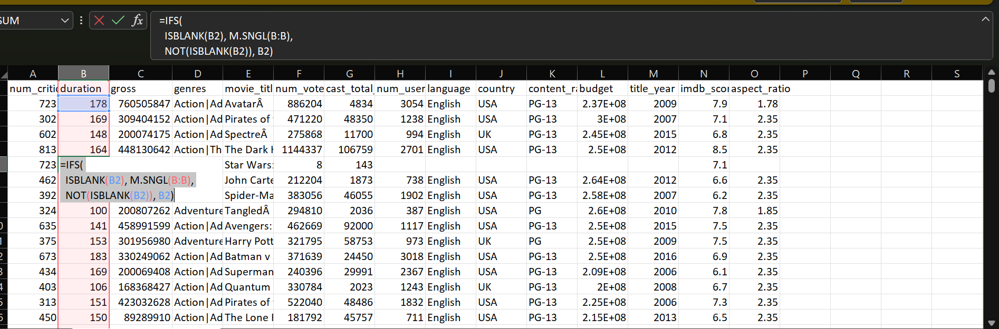 SUM fx =IFS(
ISBLANK(B2), M.SNGL(B:B),
NOT(ISBLANK(B2)), B2)
A B C D E F G H I J K L M N O P Q R S
num_critic duration gross genres movie_title num_vote cast_total_ num_user language country content_ra budget title_year imdb_scor aspect_ratio
723 178 760505847 Action|Ad AvatarÂ 886204 4834 3054 English USA PG-13 2.37E+08 2009 7.9 1.78
302 169 309404152 Action|Ad Pirates of 471220 48350 1238 English USA PG-13 3E+08 2007 7.1 2.35
602 148 200074175 Action|Ad SpectreÂ 275868 11700 994 English UK PG-13 2.45E+08 2015 6.8 2.35
813 164 448130642 Action|Th The Dark 1144337 106759 2701 English USA PG-13 2.5E+08 2012 8.5 2.35
723 =IFS( Star Wars: 8 143 7.1
462 ISBLANK(B2), M.SNGL(B:B), John Carte 212204 1873 738 English USA PG-13 2.64E+08 2012 6.6 2.35
392 NOT(ISBLANK(B2)), B2) Spider-Ma 383056 46055 1902 English USA PG-13 2.58E+08 2007 6.2 2.35
324 100 200807262 Adventure TangledÂ 294810 2036 387 English USA PG 2.6E+08 2010 7.8 1.85
635 141 458991599 Action|Ad Avengers: 462669 92000 1117 English USA PG-13 2.5E+08 2015 7.5 2.35
375 153 301956980 Adventure Harry Pott 321795 58753 973 English UK PG 2.5E+08 2009 7.5 2.35
673 183 330249062 Action|Ad Batman v 371639 24450 3018 English USA PG-13 2.5E+08 2016 6.9 2.35
434 169 200069408 Action|Ad Superman 240396 29991 2367 English USA PG-13 2.09E+08 2006 6.1 2.35
403 106 168368427 Action|Ad Quantum 330784 2023 1243 English UK PG-13 2E+08 2008 6.7 2.35
313 151 423032628 Action|Ad Pirates of 522040 48486 1832 English USA PG-13 2.25E+08 2006 7.3 2.35
450 150 89289910 Action|Ad The Lone 181792 45757 711 English USA PG-13 2.15E+08 2013 6.5 2.35